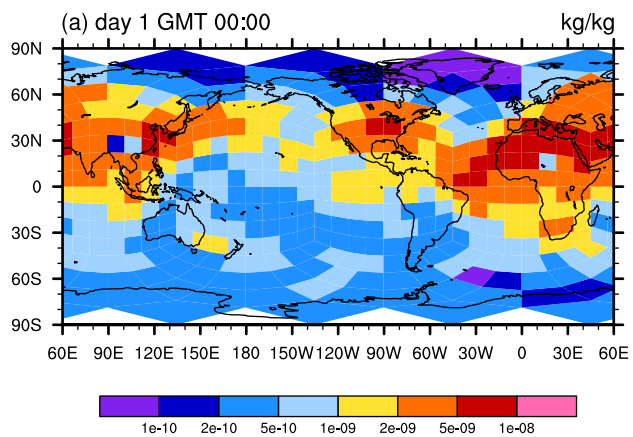 (a) day 1 GMT 00:00 kg/kg
90N
60N
30N
0
30S
60S
90S
60E 90E 120E 150E 180 150W 120W 90W 60W 30W 0 30E 60E
1e-10 2e-10 5e-10 1e-09 2e-09 5e-09 1e-08